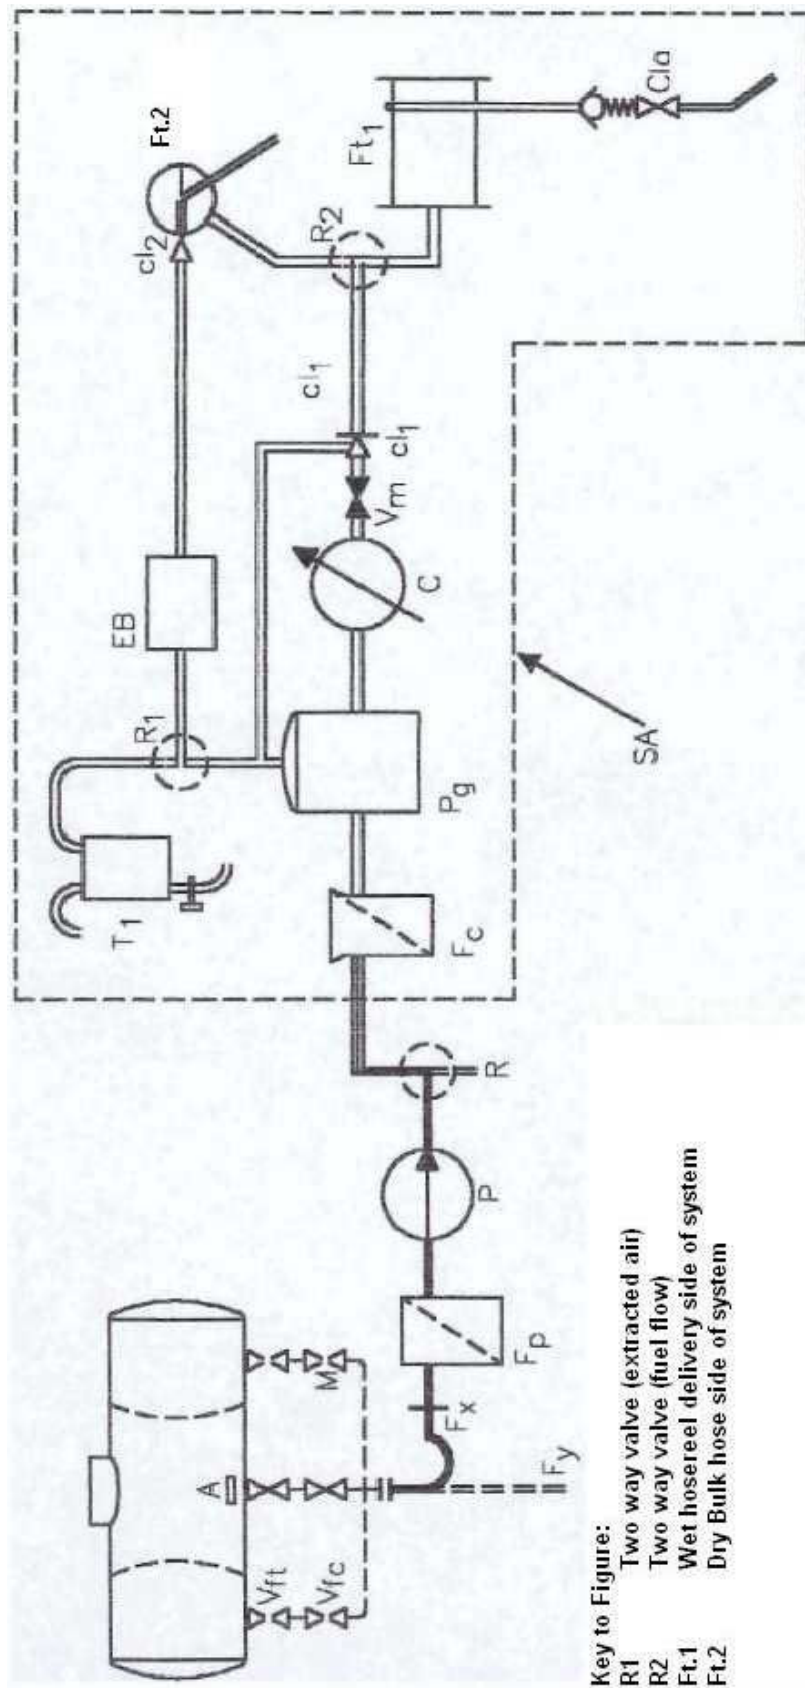 Ft.2
cl2
Ft1
R2
Cla
EB
cl1
cl1
Vm
R1
C
T1
Pg
SA
Fc
R
P
Fp
M
Fx
A
Fy
Vft
Vfc
Key to Figure:
R1 Two way valve (extracted air)
R2 Two way valve (fuel flow)
Ft.1 Wet hosereel delivery side of system
Ft.2 Dry Bulk hose side of system